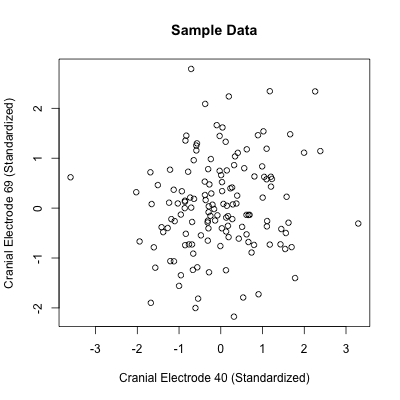 Sample Data
Cranial Electrode 69 (Standardized)
2
1
0
-1
-2
-3 -2 -1 0 1 2 3
Cranial Electrode 40 (Standardized)